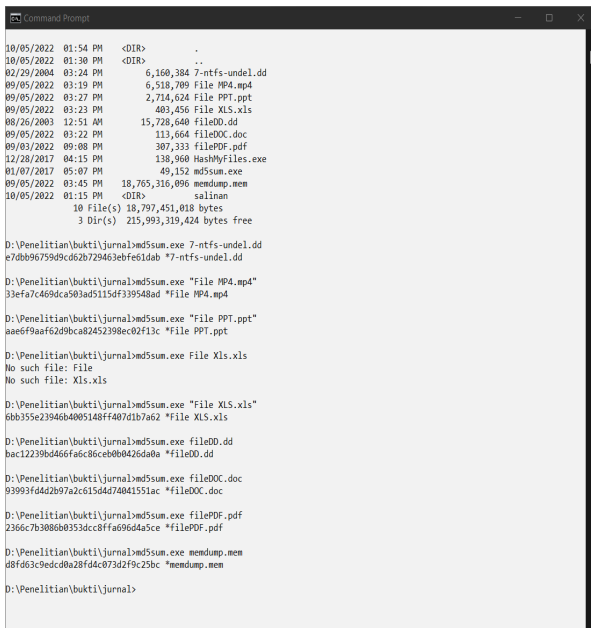 Command Prompt
10/05/2022  01:54 PM    <DIR>          .
10/05/2022  01:30 PM    <DIR>          ..
02/29/2004  03:24 PM         6,160,384 7-ntfs-undel.dd
09/05/2022  03:19 PM         6,518,709 File MP4.mp4
09/05/2022  03:27 PM         2,714,624 File PPT.ppt
09/05/2022  03:23 PM           403,456 File XLS.xls
08/26/2003  12:51 AM        15,728,640 fileDD.dd
09/05/2022  03:22 PM           113,664 fileDOC.doc
09/03/2022  09:08 PM           307,333 filePDF.pdf
12/28/2017  04:15 PM           138,960 HashMyFiles.exe
01/07/2017  05:07 PM            49,152 md5sum.exe
09/05/2022  03:45 PM    18,765,316,096 memdump.mem
10/05/2022  01:15 PM    <DIR>          salinan
10 File(s) 18,797,451,018 bytes
3 Dir(s)  215,993,319,424 bytes free
D:\Penelitian\bukti\jurnal>md5sum.exe 7-ntfs-undel.dd
e7dbb96759d9cd62b729463ebfe61dab *7-ntfs-undel.dd
D:\Penelitian\bukti\jurnal>md5sum.exe "File MP4.mp4"
33efa7c469dca503ad5115df339548ad *File MP4.mp4
D:\Penelitian\bukti\jurnal>md5sum.exe "File PPT.ppt"
aae6f9aaf62d9bca82452398ec02f13c *File PPT.ppt
D:\Penelitian\bukti\jurnal>md5sum.exe File Xls.xls
No such file: File
No such file: Xls.xls
D:\Penelitian\bukti\jurnal>md5sum.exe "File XLS.xls"
6bb355e23946b4005148ff407d1b7a62 *File XLS.xls
D:\Penelitian\bukti\jurnal>md5sum.exe fileDD.dd
bac12239bd466fa6c86ceb0b0426da0a *fileDD.dd
D:\Penelitian\bukti\jurnal>md5sum.exe fileDOC.doc
93993fd4d2b97a2c615d4d74041551ac *fileDOC.doc
D:\Penelitian\bukti\jurnal>md5sum.exe filePDF.pdf
2366c7b3086b0353dcc8ffa696d4a5ce *filePDF.pdf
D:\Penelitian\bukti\jurnal>md5sum.exe memdump.mem
d8fd63c9edcd0a28fd4c073d2f9c25bc *memdump.mem
D:\Penelitian\bukti\jurnal>